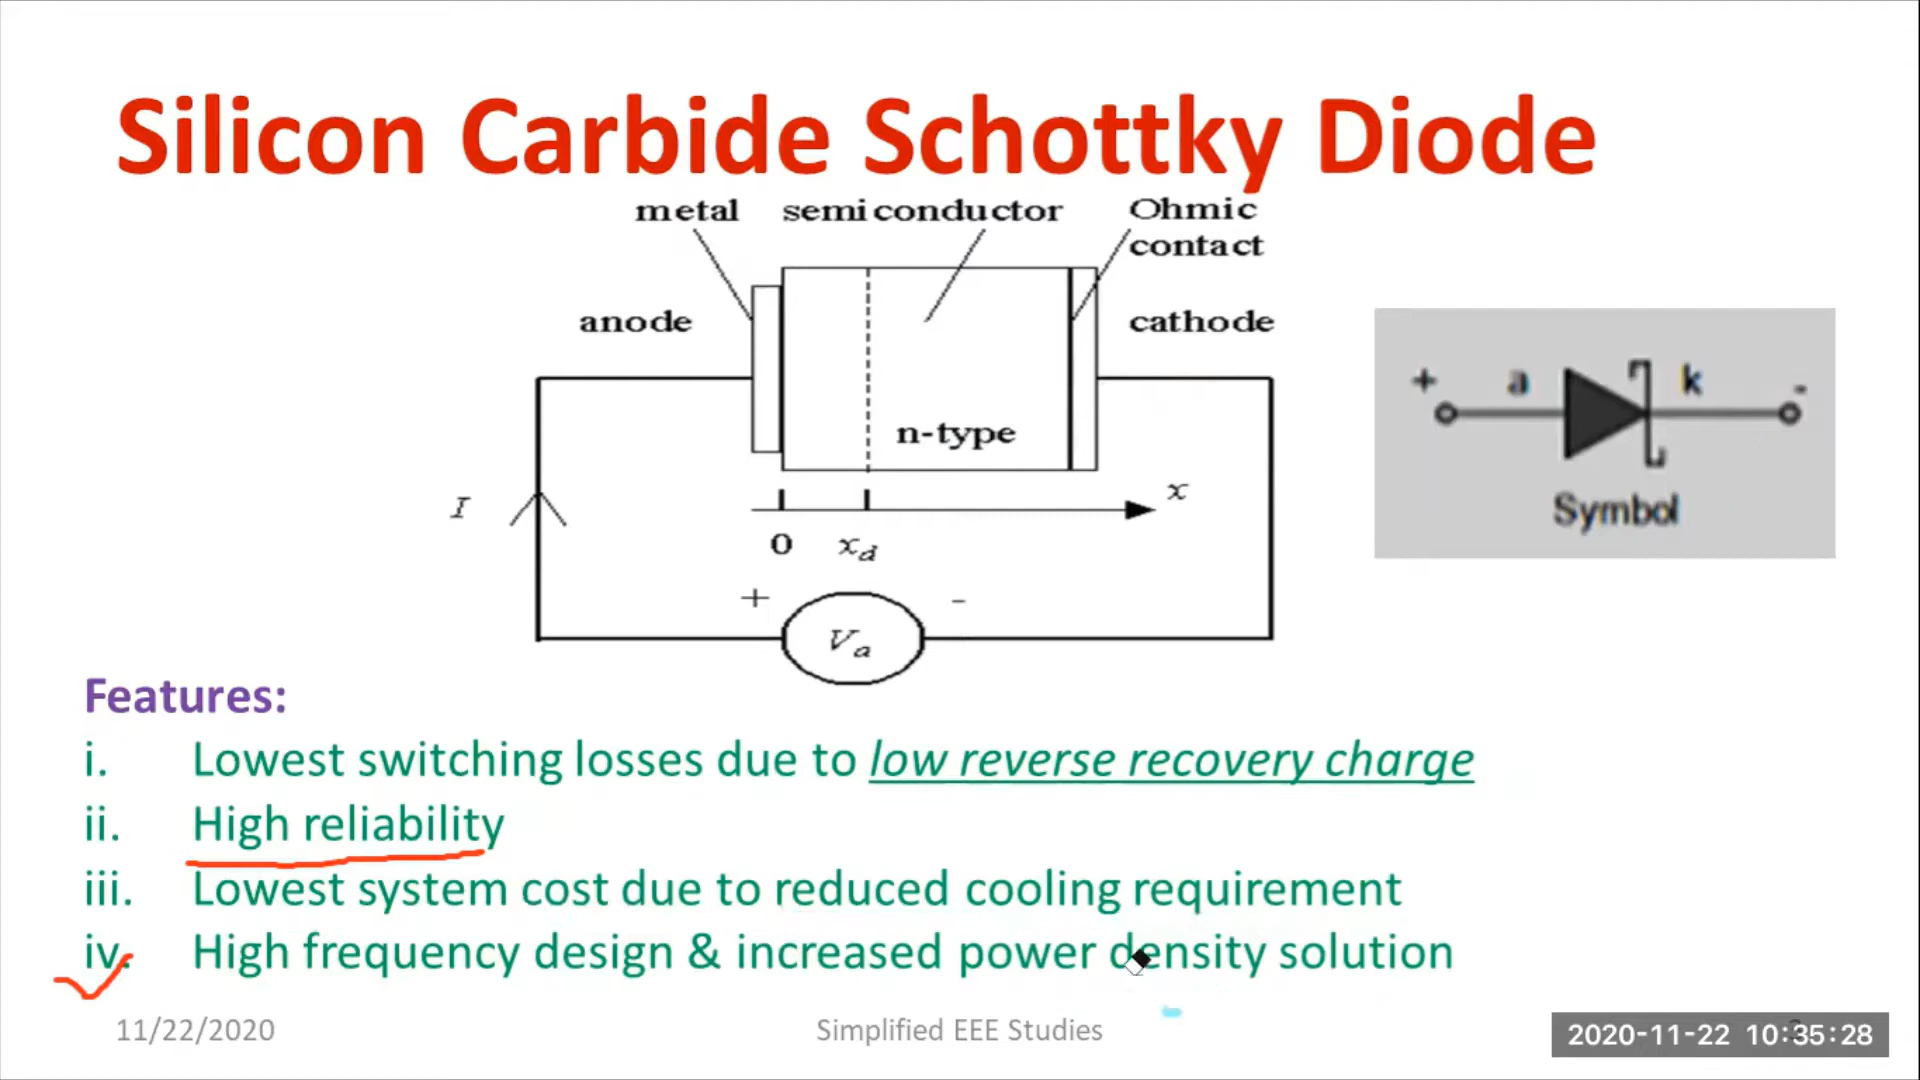 Silicon Carbide Schottky Diode
metal semiconductor Ohmic
contact
anode cathode
+ a k -
n-type
Symbol
I x
0 xd
+ -
Va
Features:
i. Lowest switching losses due to low reverse recovery charge
ii. High reliability
iii. Lowest system cost due to reduced cooling requirement
iv. High frequency design & increased power density solution
11/22/2020 Simplified EEE Studies
2020-11-22 10:35:28